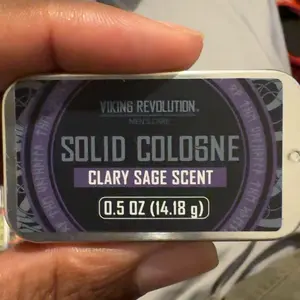 VIKING REVOLUTION®
MEN'S CARE
SOLID COLOGNE
CLARY SAGE SCENT
0.5 OZ (14.18 g)